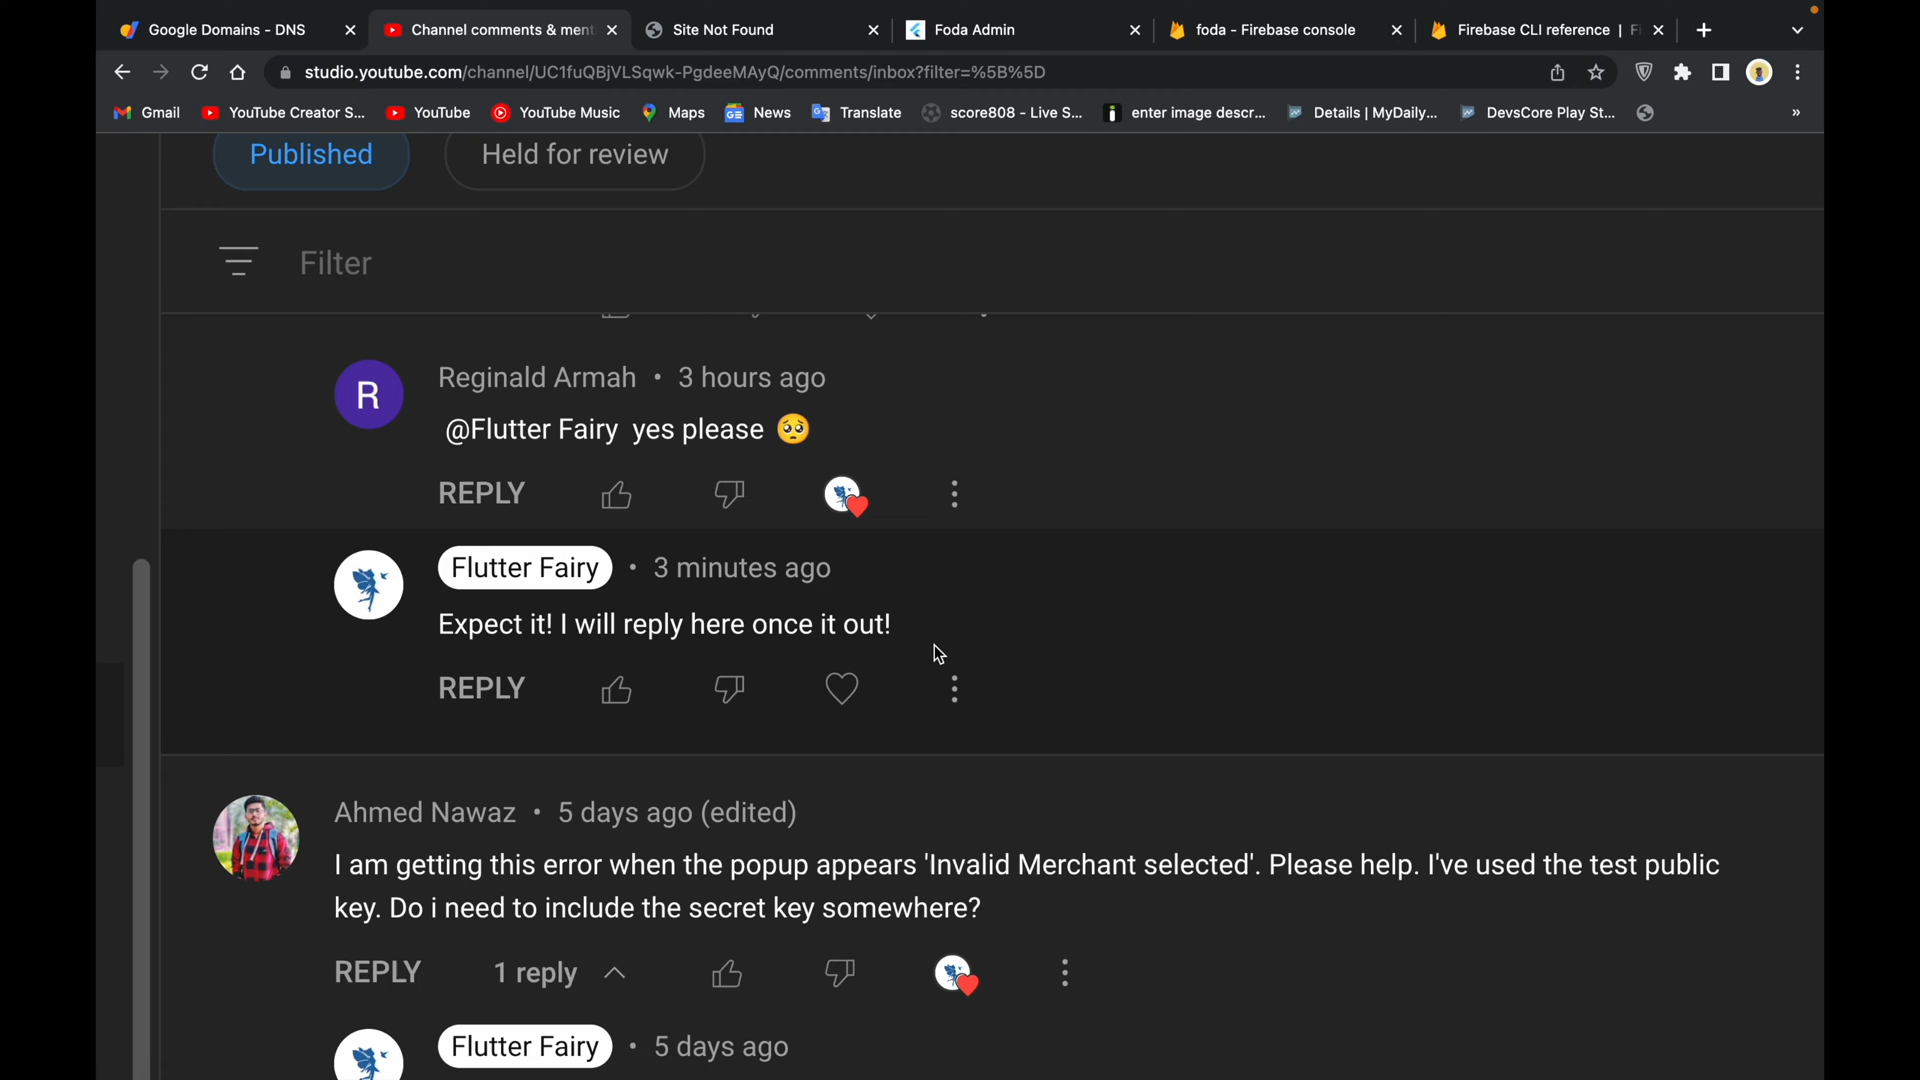 Google Domains - DNS
Channel comments & ment
Site Not Found
Foda Admin
foda - Firebase console
Firebase CLI reference | Fi
studio.youtube.com/channel/UC1fuQBjVLSqwk-PgdeeMAyQ/comments/inbox?filter=%5B%5D
Gmail
YouTube Creator S...
YouTube
YouTube Music
Maps
News
Translate
score808 - Live S...
enter image descr...
Details | MyDaily...
DevsCore Play St...
»
Published
Held for review
Filter
R
Reginald Armah • 3 hours ago
@Flutter Fairy yes please 🥺
REPLY
Flutter Fairy • 3 minutes ago
Expect it! I will reply here once it out!
REPLY
Ahmed Nawaz • 5 days ago (edited)
I am getting this error when the popup appears 'Invalid Merchant selected'. Please help. I've used the test public
key. Do i need to include the secret key somewhere?
REPLY
1 reply
Flutter Fairy • 5 days ago